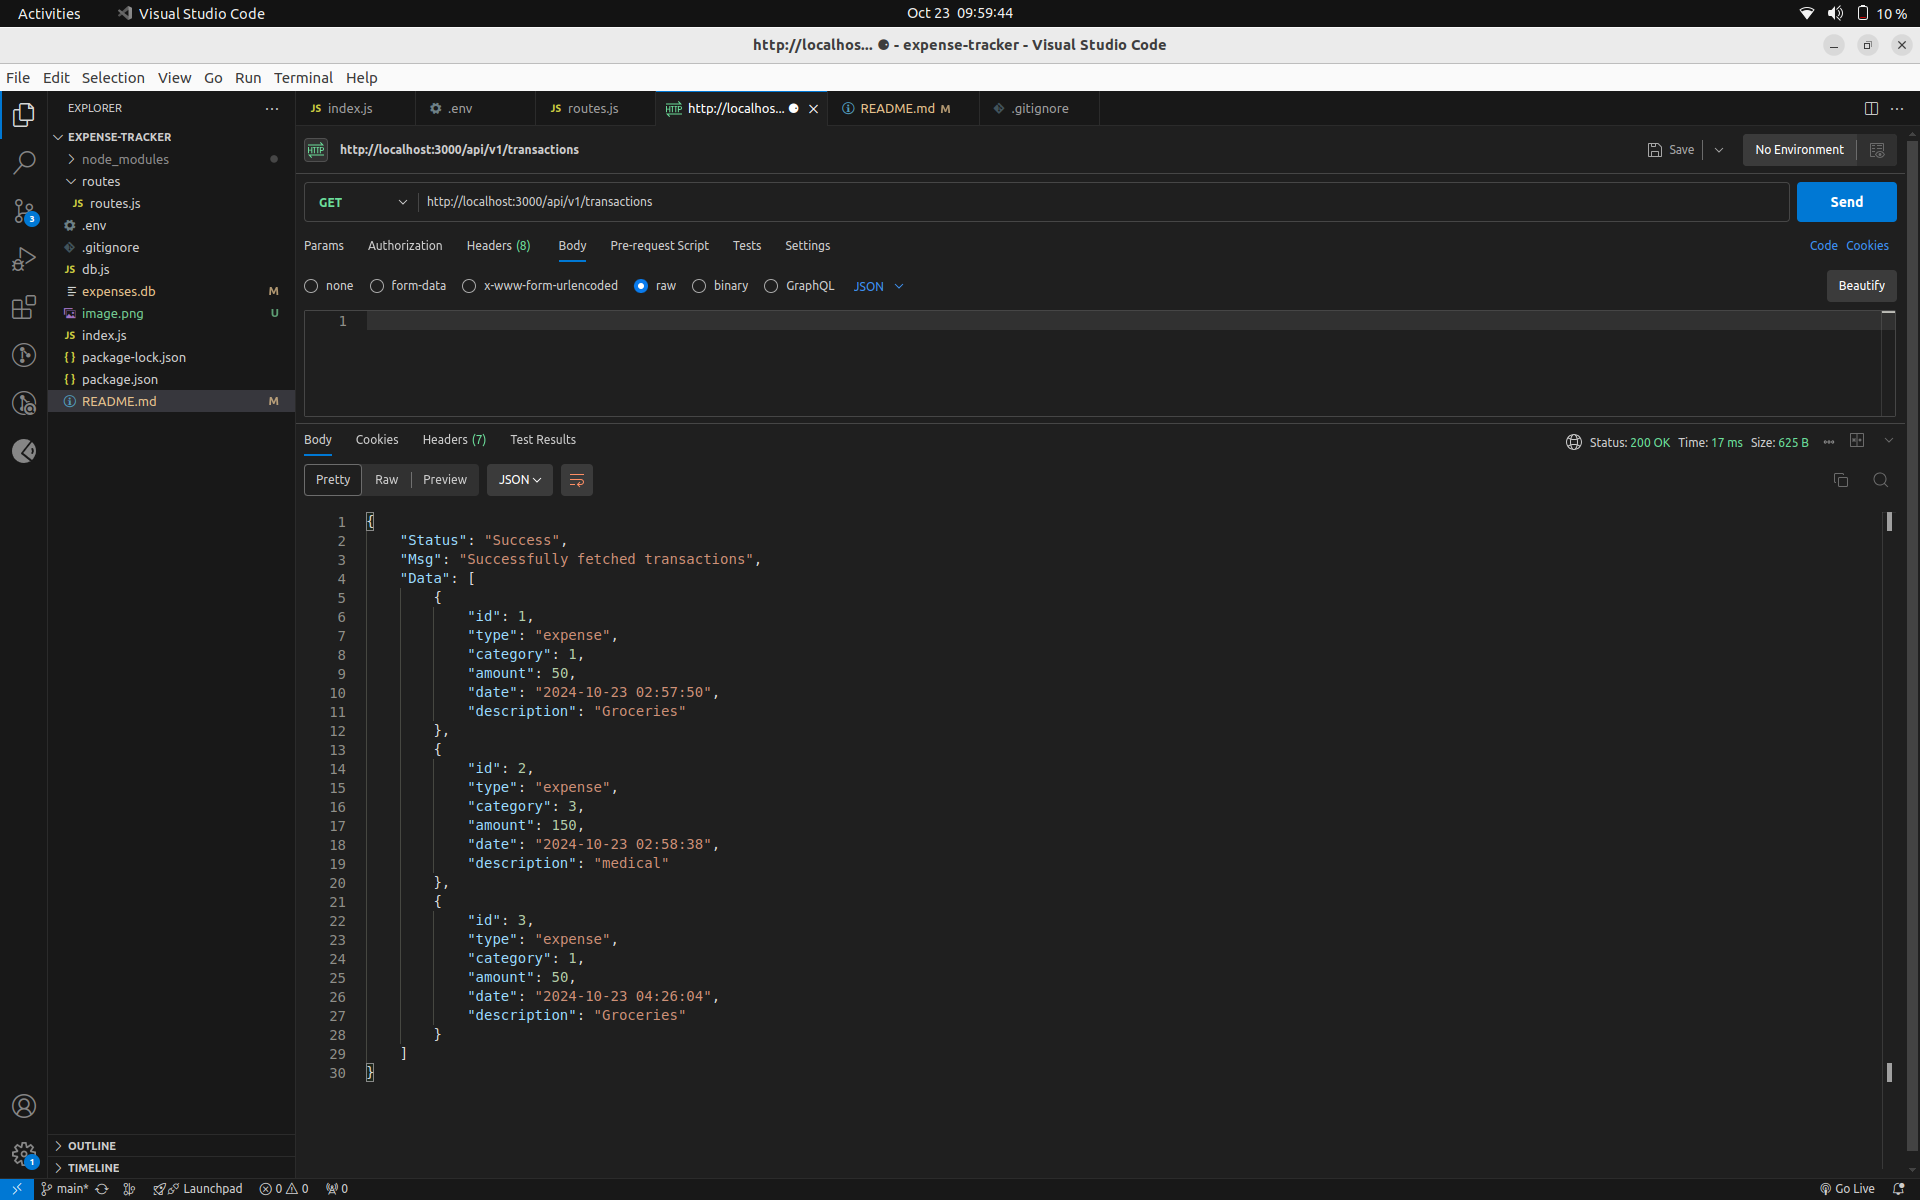 Activities Visual Studio Code Oct 23 09:59:44 10 %
http://localhos... ● - expense-tracker - Visual Studio Code
File Edit Selection View Go Run Terminal Help
EXPLORER
JS index.js .env JS routes.js HTTP http://localhos... README.md M .gitignore
EXPENSE-TRACKER
node_modules
routes
JS routes.js
.env
.gitignore
JS db.js
expenses.db M
image.png U
JS index.js
{} package-lock.json
{} package.json
README.md M
OUTLINE
TIMELINE
3
1
HTTP http://localhost:3000/api/v1/transactions Save No Environment
GET http://localhost:3000/api/v1/transactions Send
Params Authorization Headers (8) Body Pre-request Script Tests Settings Code Cookies
none form-data x-www-form-urlencoded raw binary GraphQL JSON Beautify
1
Body Cookies Headers (7) Test Results Status: 200 OK Time: 17 ms Size: 625 B
Pretty Raw Preview JSON
1 {
2 "Status": "Success",
3 "Msg": "Successfully fetched transactions",
4 "Data": [
5 {
6 "id": 1,
7 "type": "expense",
8 "category": 1,
9 "amount": 50,
10 "date": "2024-10-23 02:57:50",
11 "description": "Groceries"
12 },
13 {
14 "id": 2,
15 "type": "expense",
16 "category": 3,
17 "amount": 150,
18 "date": "2024-10-23 02:58:38",
19 "description": "medical"
20 },
21 {
22 "id": 3,
23 "type": "expense",
24 "category": 1,
25 "amount": 50,
26 "date": "2024-10-23 04:26:04",
27 "description": "Groceries"
28 }
29 ]
30 }
main* Launchpad 0 0 0 Go Live